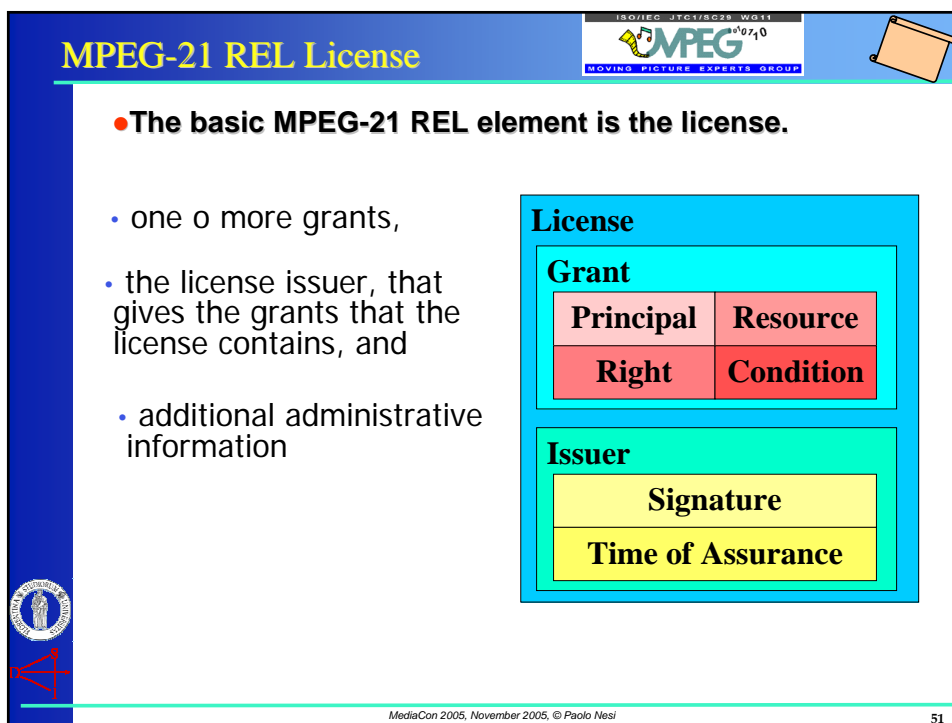 ISO/IEC JTC1/SC29 WG11
MPEG
010710
MOVING PICTURE EXPERTS GROUP
MPEG-21 REL License
●The basic MPEG-21 REL element is the license.
• one o more grants,
• the license issuer, that
gives the grants that the
license contains, and
• additional administrative
information
License
Grant
Principal Resource
Right Condition
Issuer
Signature
Time of Assurance
MediaCon 2005, November 2005, © Paolo Nesi
51